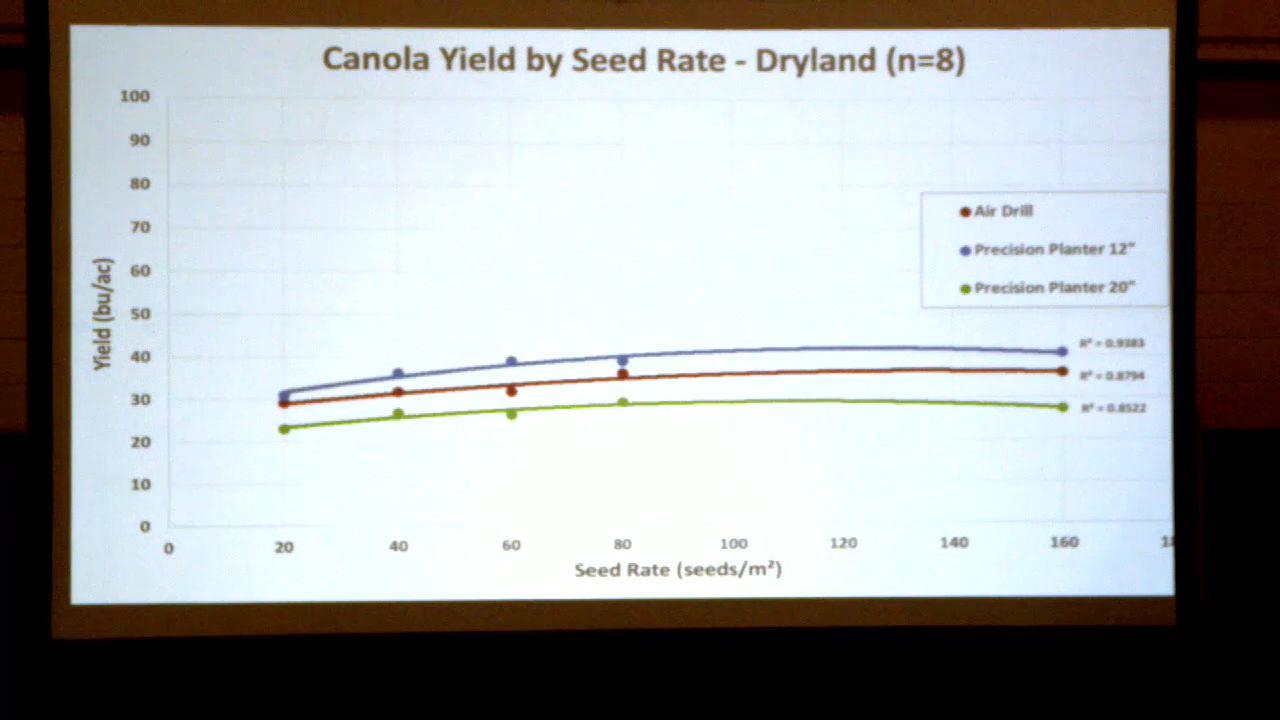 Canola Yield by Seed Rate - Dryland (n=8)
100
90
80
70
60
50
40
30
20
10
0
Yield (bu/ac)
Air Drill
Precision Planter 12"
Precision Planter 20"
R² = 0.9383
R² = 0.8794
R² = 0.8522
0 20 40 60 80 100 120 140 160
Seed Rate (seeds/m²)